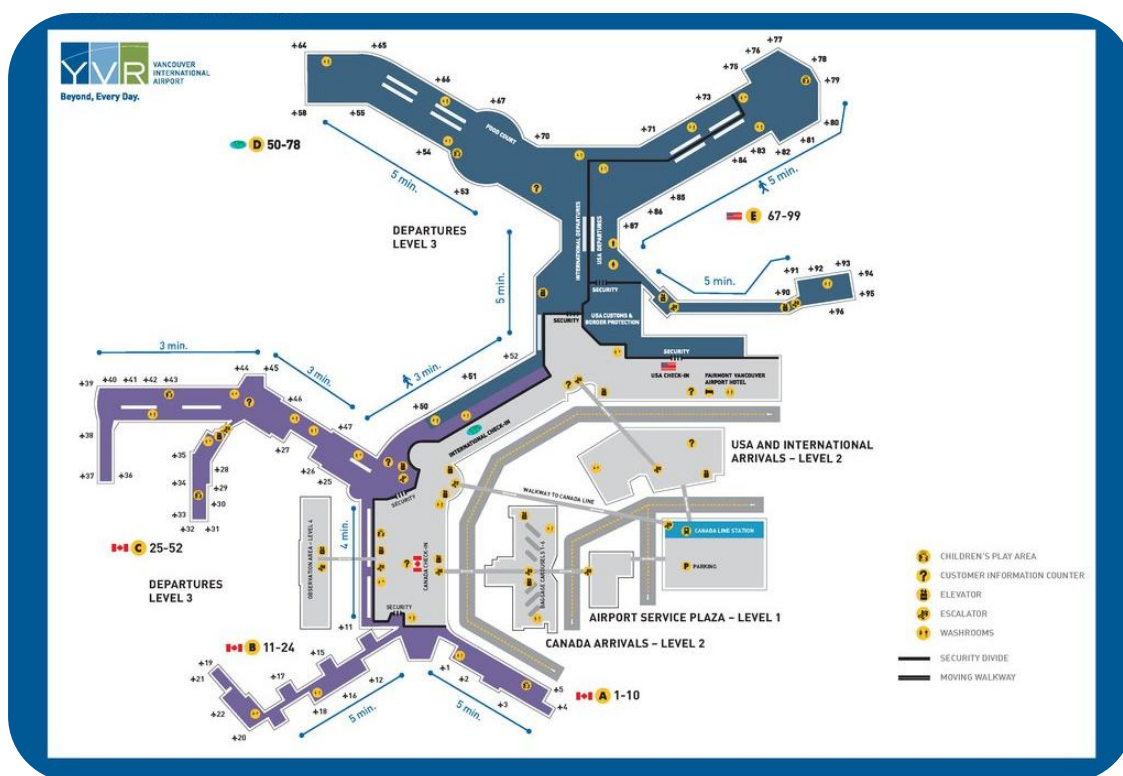 YVR
VANCOUVER
INTERNATIONAL
AIRPORT
Beyond, Every Day.
+64
+65
+66
+67
+70
+58
+55
+54
+53
FOOD COURT
5 min.
D 50-78
DEPARTURES
LEVEL 3
+71
+73
+75
+76
+77
+78
+79
+80
+81
+82
+83
+84
+85
+86
+87
5 min.
E 67-99
INTERNATIONAL DEPARTURES
USA DEPARTURES
5 min.
5 min.
+90
+91
+92
+93
+94
+95
+96
SECURITY
USA CUSTOMS &
BORDER PROTECTION
SECURITY
SECURITY
USA CHECK-IN
FAIRMONT VANCOUVER
AIRPORT HOTEL
+52
+51
+50
3 min.
3 min.
3 min.
INTERNATIONAL CHECK-IN
+39
+40
+41
+42
+43
+44
+45
+46
+47
+38
+37
+36
+35
+34
+33
+32
+31
+30
+29
+28
+27
+26
+25
C 25-52
DEPARTURES
LEVEL 3
SECURITY
4 min.
OBSERVATION AREA – LEVEL 4
CANADA CHECK-IN
SECURITY
USA AND INTERNATIONAL
ARRIVALS – LEVEL 2
WALKWAY TO CANADA LINE
CANADA LINE STATION
P PARKING
BAGGAGE CAROUSELS 1-6
AIRPORT SERVICE PLAZA – LEVEL 1
CANADA ARRIVALS – LEVEL 2
B 11-24
+11
+12
+15
+16
+17
+18
+19
+21
+22
+20
5 min.
A 1-10
+1
+2
+3
+4
+5
5 min.
CHILDREN'S PLAY AREA
? CUSTOMER INFORMATION COUNTER
ELEVATOR
ESCALATOR
WASHROOMS
SECURITY DIVIDE
MOVING WALKWAY